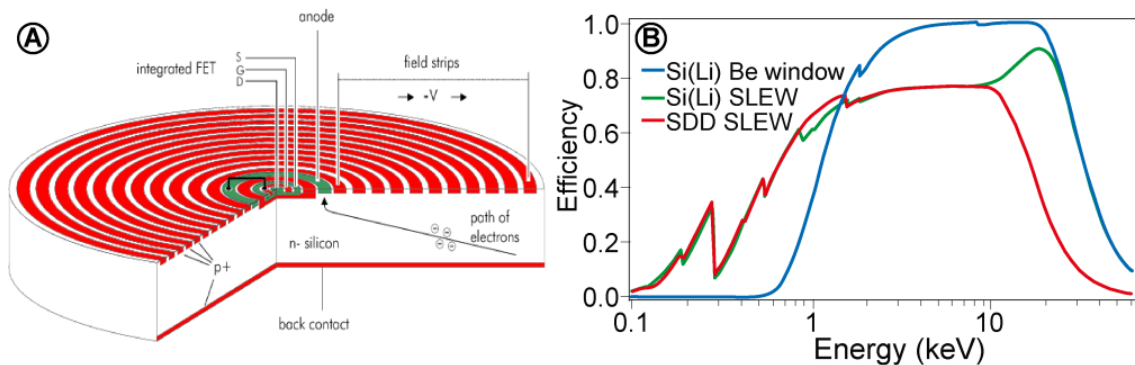 A
anode
S
G
D
integrated FET
field strips
-V
path of
electrons
n- silicon
p+
back contact
B
Efficiency
1.0
0.8
0.6
0.4
0.2
0.0
Si(Li) Be window
Si(Li) SLEW
SDD SLEW
0.1
1
10
Energy (keV)